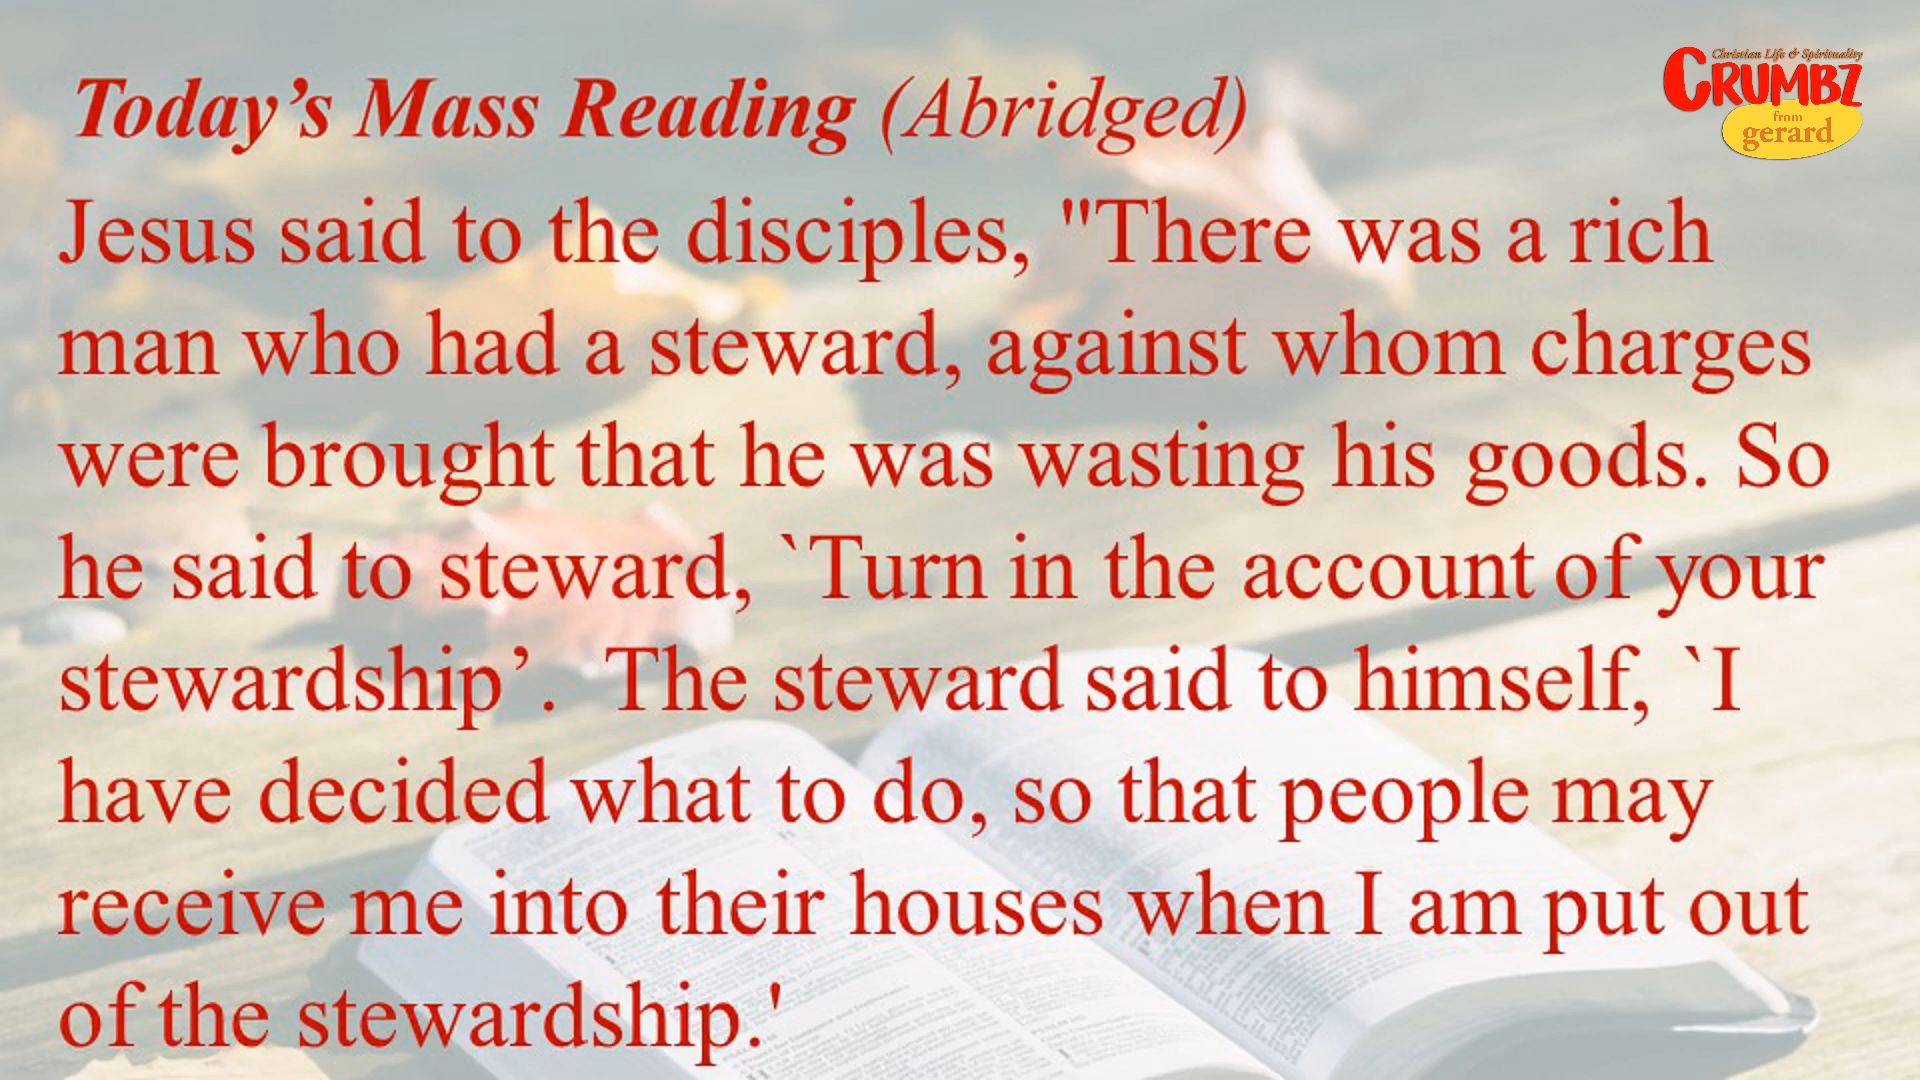 Christian Life & Spirituality
CRUMBZ
from
gerard
Today’s Mass Reading (Abridged)
Jesus said to the disciples, "There was a rich
man who had a steward, against whom charges
were brought that he was wasting his goods. So
he said to steward, `Turn in the account of your
stewardship’.  The steward said to himself, `I
have decided what to do, so that people may
receive me into their houses when I am put out
of the stewardship.'